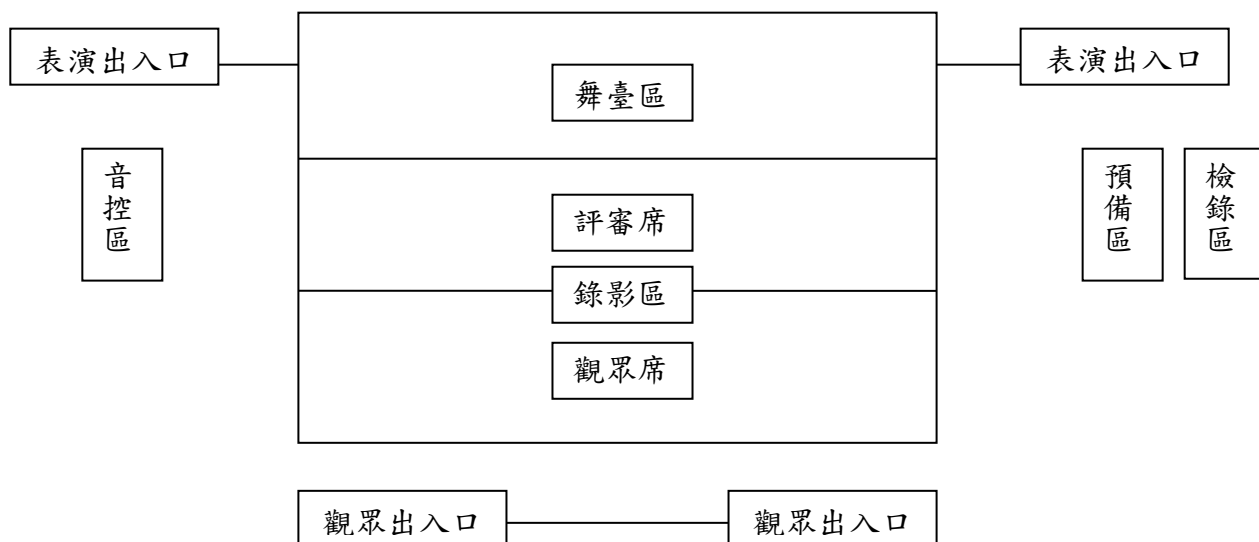 表演出入口
表演出入口
舞臺區
音控區
預備區
檢錄區
評審席
錄影區
觀眾席
觀眾出入口
觀眾出入口